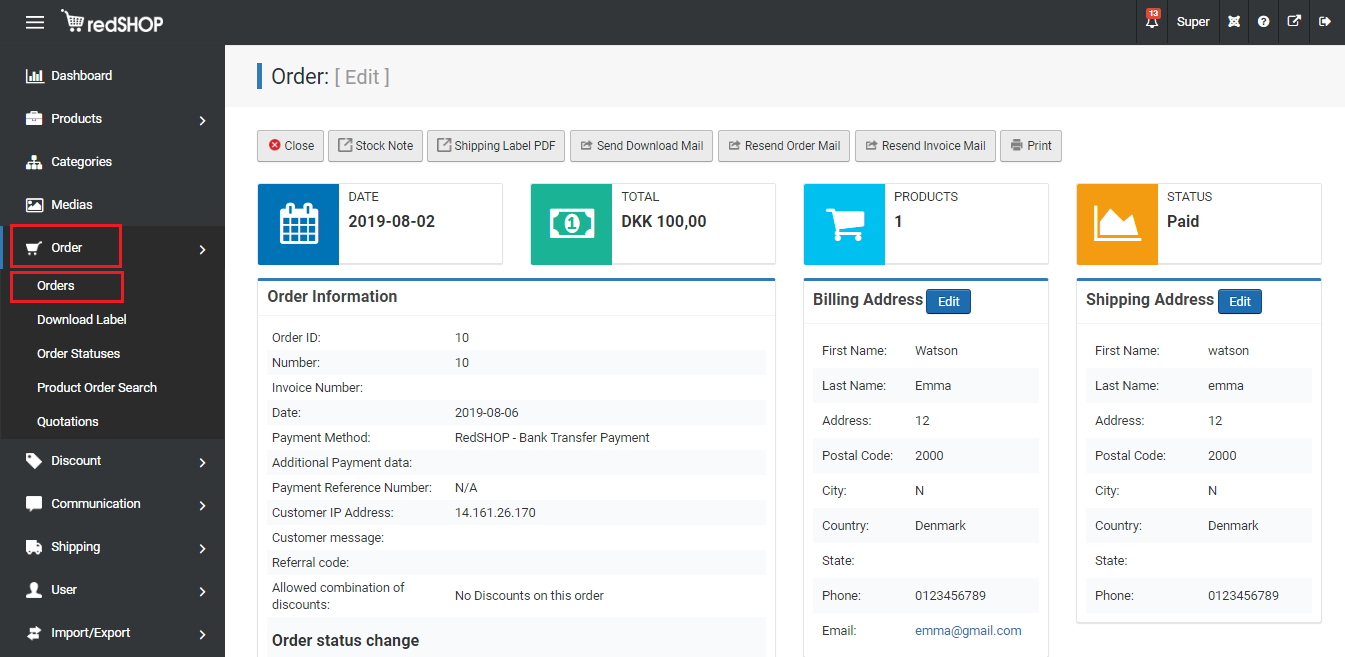 redSHOP
13
Super
Dashboard
Products
Categories
Medias
Order
Orders
Download Label
Order Statuses
Product Order Search
Quotations
Discount
Communication
Shipping
User
Import/Export
Order: [ Edit ]
Close
Stock Note
Shipping Label PDF
Send Download Mail
Resend Order Mail
Resend Invoice Mail
Print
DATE
2019-08-02
1
TOTAL
DKK 100,00
PRODUCTS
1
STATUS
Paid
Order Information
Order ID: 10
Number: 10
Invoice Number:
Date: 2019-08-06
Payment Method: RedSHOP - Bank Transfer Payment
Additional Payment data:
Payment Reference Number: N/A
Customer IP Address: 14.161.26.170
Customer message:
Referral code:
Allowed combination of
discounts: No Discounts on this order
Order status change
Billing Address Edit
First Name: Watson
Last Name: Emma
Address: 12
Postal Code: 2000
City: N
Country: Denmark
State:
Phone: 0123456789
Email: emma@gmail.com
Shipping Address Edit
First Name: watson
Last Name: emma
Address: 12
Postal Code: 2000
City: N
Country: Denmark
State:
Phone: 0123456789